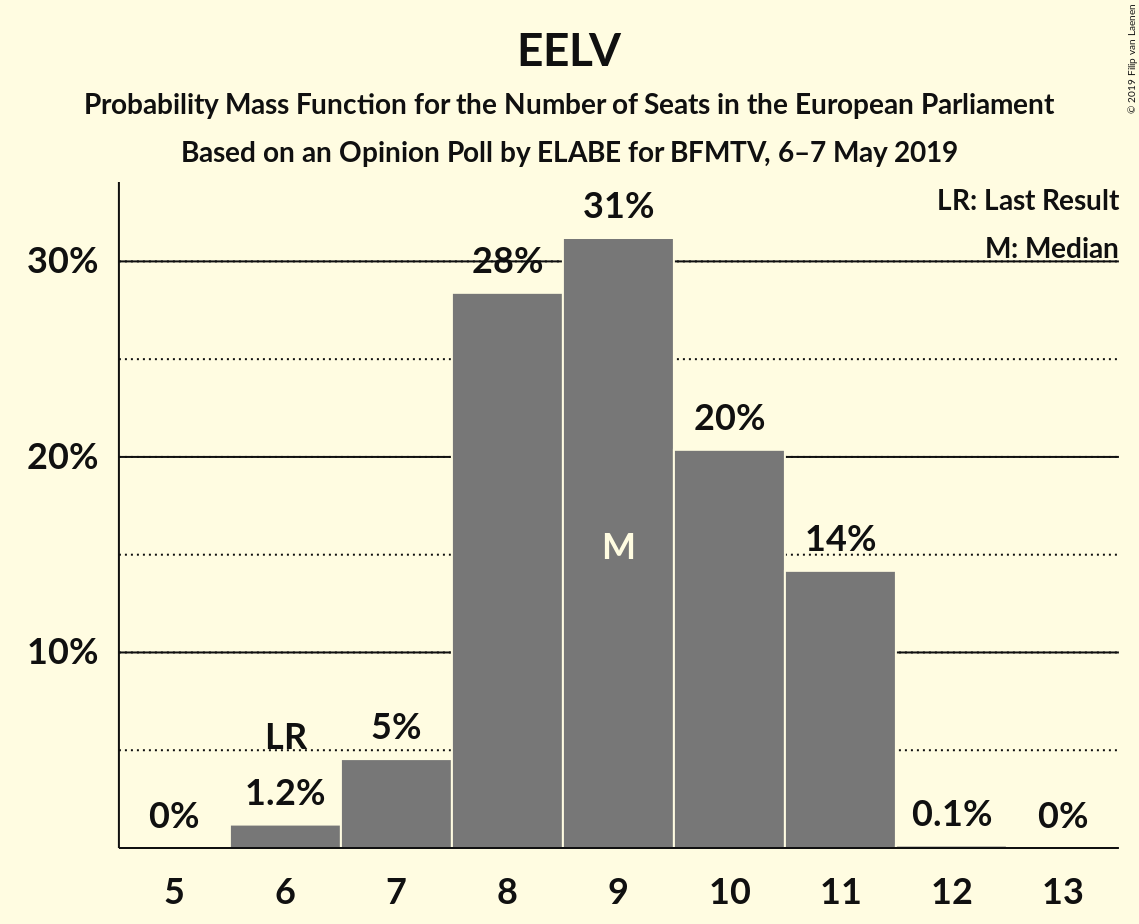 EELV
Probability Mass Function for the Number of Seats in the European Parliament
Based on an Opinion Poll by ELABE for BFMTV, 6–7 May 2019
© 2019 Filip van Laenen
LR: Last Result
M: Median
30%
20%
10%
0%
LR
1.2%
5%
28%
31%
M
20%
14%
0.1%
0%
5 6 7 8 9 10 11 12 13